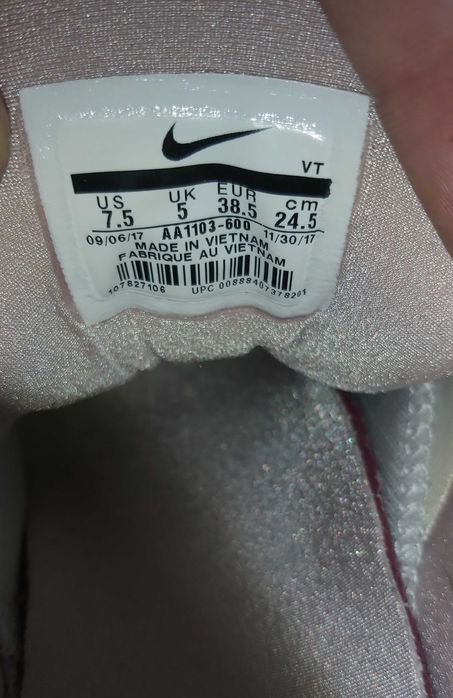 VT
US UK EUR cm
7.5 5 38.5 24.5
09/06/17 AA1103-600 11/30/17
MADE IN VIETNAM
FABRIQUE AU VIETNAM
107827106 UPC 00888407378201